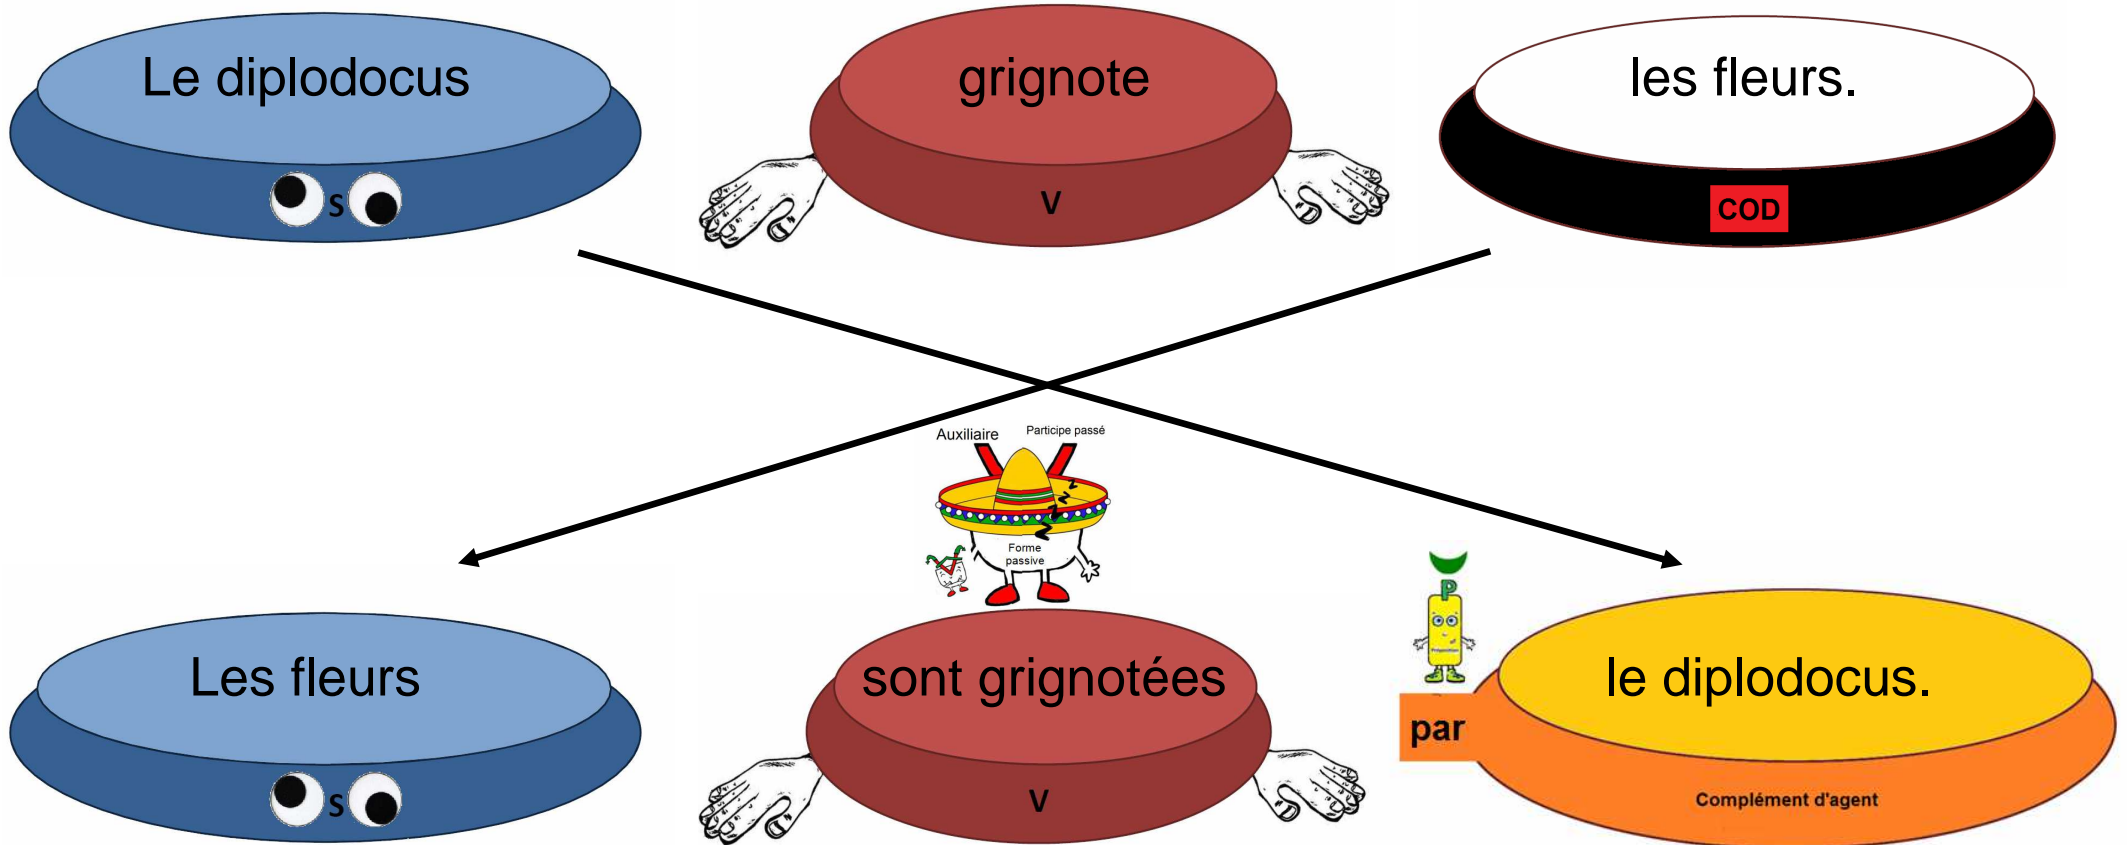 Le diplodocus
grignote
les fleurs.
S
V
COD
Auxiliaire
Participe passé
Forme
passive
P
Préposition
Les fleurs
sont grignotées
le diplodocus.
par
S
V
Complément d'agent